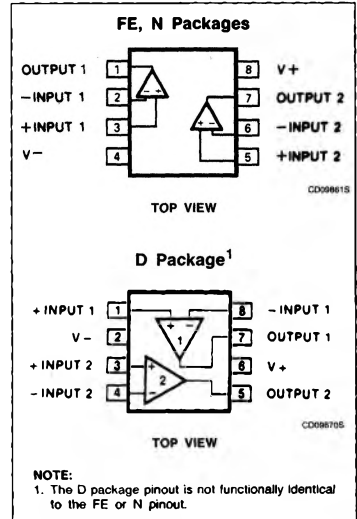 FE, N Packages
OUTPUT 1 1 8 V+
−INPUT 1 2 − + 7 OUTPUT 2
+INPUT 1 3 + − 6 −INPUT 2
V− 4 5 +INPUT 2
CD09861S
TOP VIEW
D Package1
+ INPUT 1 1 + − 8 − INPUT 1
V − 2 1 7 OUTPUT 1
+ INPUT 2 3 + 2 6 V +
− INPUT 2 4 − 5 OUTPUT 2
CD09870S
TOP VIEW
NOTE:
1. The D package pinout is not functionally identical
to the FE or N pinout.